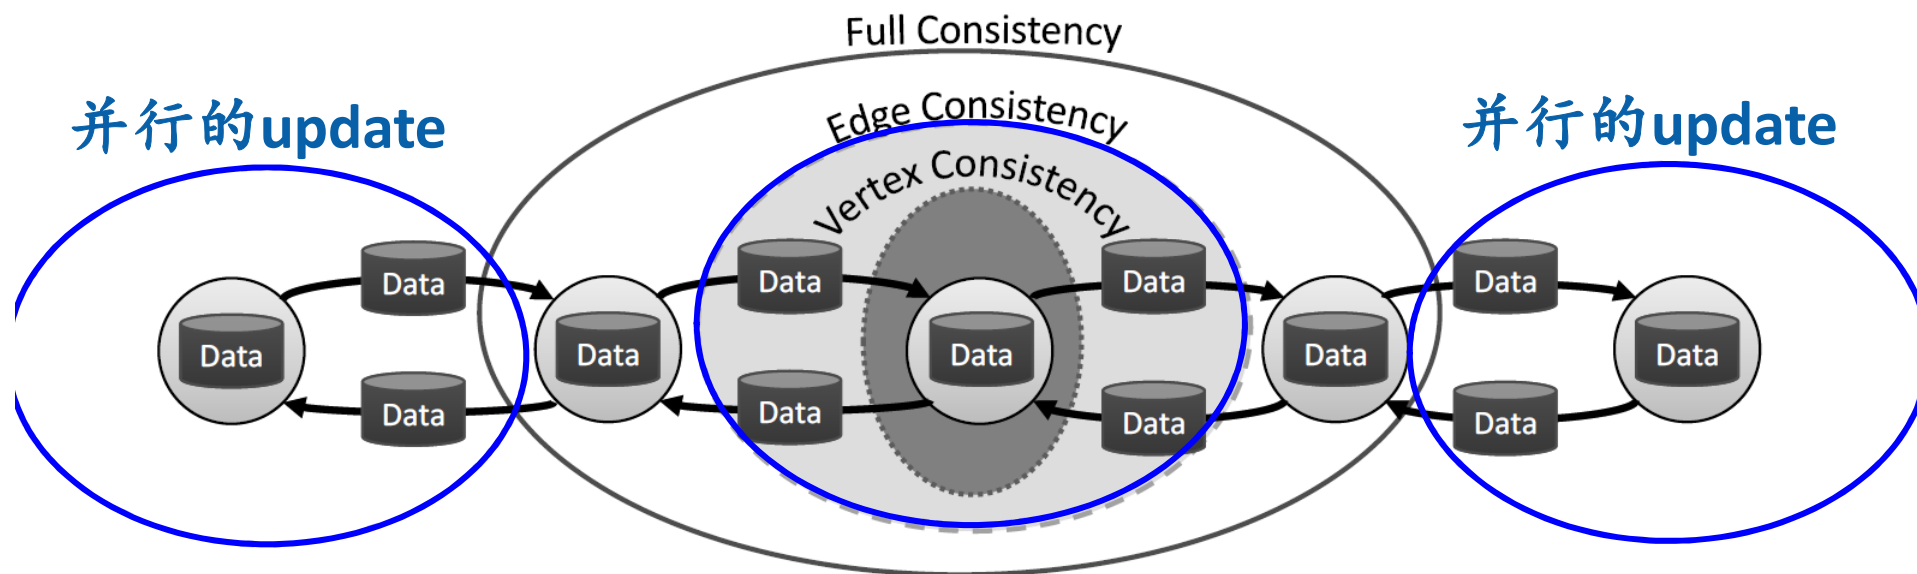 Full Consistency
Edge Consistency
Vertex Consistency
并行的update
并行的update
Data
Data
Data
Data
Data
Data
Data
Data
Data
Data
Data
Data
Data